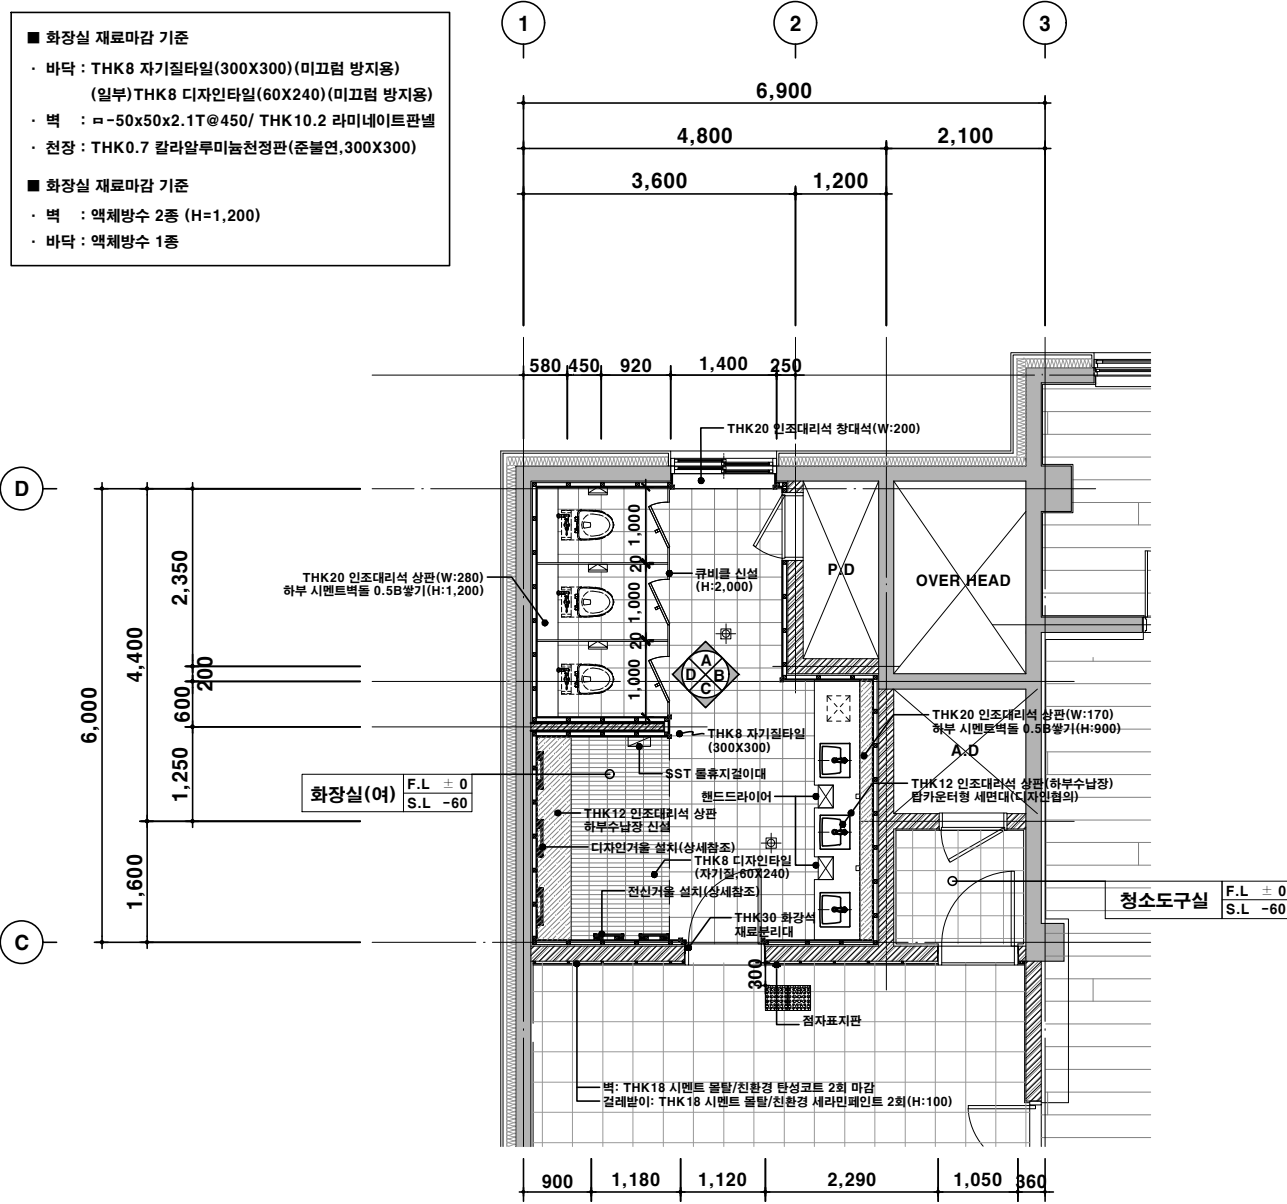 ■ 화장실 재료마감 기준
· 바닥 : THK8 자기질타일(300X300)(미끄럼 방지용)
(일부)THK8 디자인타일(60X240)(미끄럼 방지용)
· 벽 : ㅁ-50x50x2.1T@450/ THK10.2 라미네이트판넬
· 천장 : THK0.7 칼라알루미늄천정판(준불연,300X300)
■ 화장실 재료마감 기준
· 벽 : 액체방수 2종 (H=1,200)
· 바닥 : 액체방수 1종
1
2
3
6,900
4,800
2,100
3,600
1,200
580
450
920
1,400
250
THK20 인조대리석 창대석(W:200)
D
C
6,000
4,400
1,600
2,350
200
600
1,250
1,000
20
1,000
20
1,000
THK20 인조대리석 상판(W:280)
하부 시멘트벽돌 0.5B쌓기(H:1,200)
큐비클 신설
(H:2,000)
P.D
OVER HEAD
A
B
C
D
THK20 인조대리석 상판(W:170)
하부 시멘트벽돌 0.5B쌓기(H:900)
A.D
THK8 자기질타일
(300X300)
SST 롤휴지걸이대
핸드드라이어
THK12 인조대리석 상판(하부수납장)
탑카운터형 세면대(디자인협의)
화장실(여)
F.L ± 0
S.L -60
THK12 인조대리석 상판
하부수납장 신설
디자인거울 설치(상세참조)
THK8 디자인타일
(자기질,60X240)
전신거울 설치(상세참조)
THK30 화강석
재료분리대
청소도구실
F.L ± 0
S.L -60
300
점자표지판
벽: THK18 시멘트 몰탈/친환경 탄성코트 2회 마감
걸레받이: THK18 시멘트 몰탈/친환경 세라민페인트 2회(H:100)
900
1,180
1,120
2,290
1,050
360